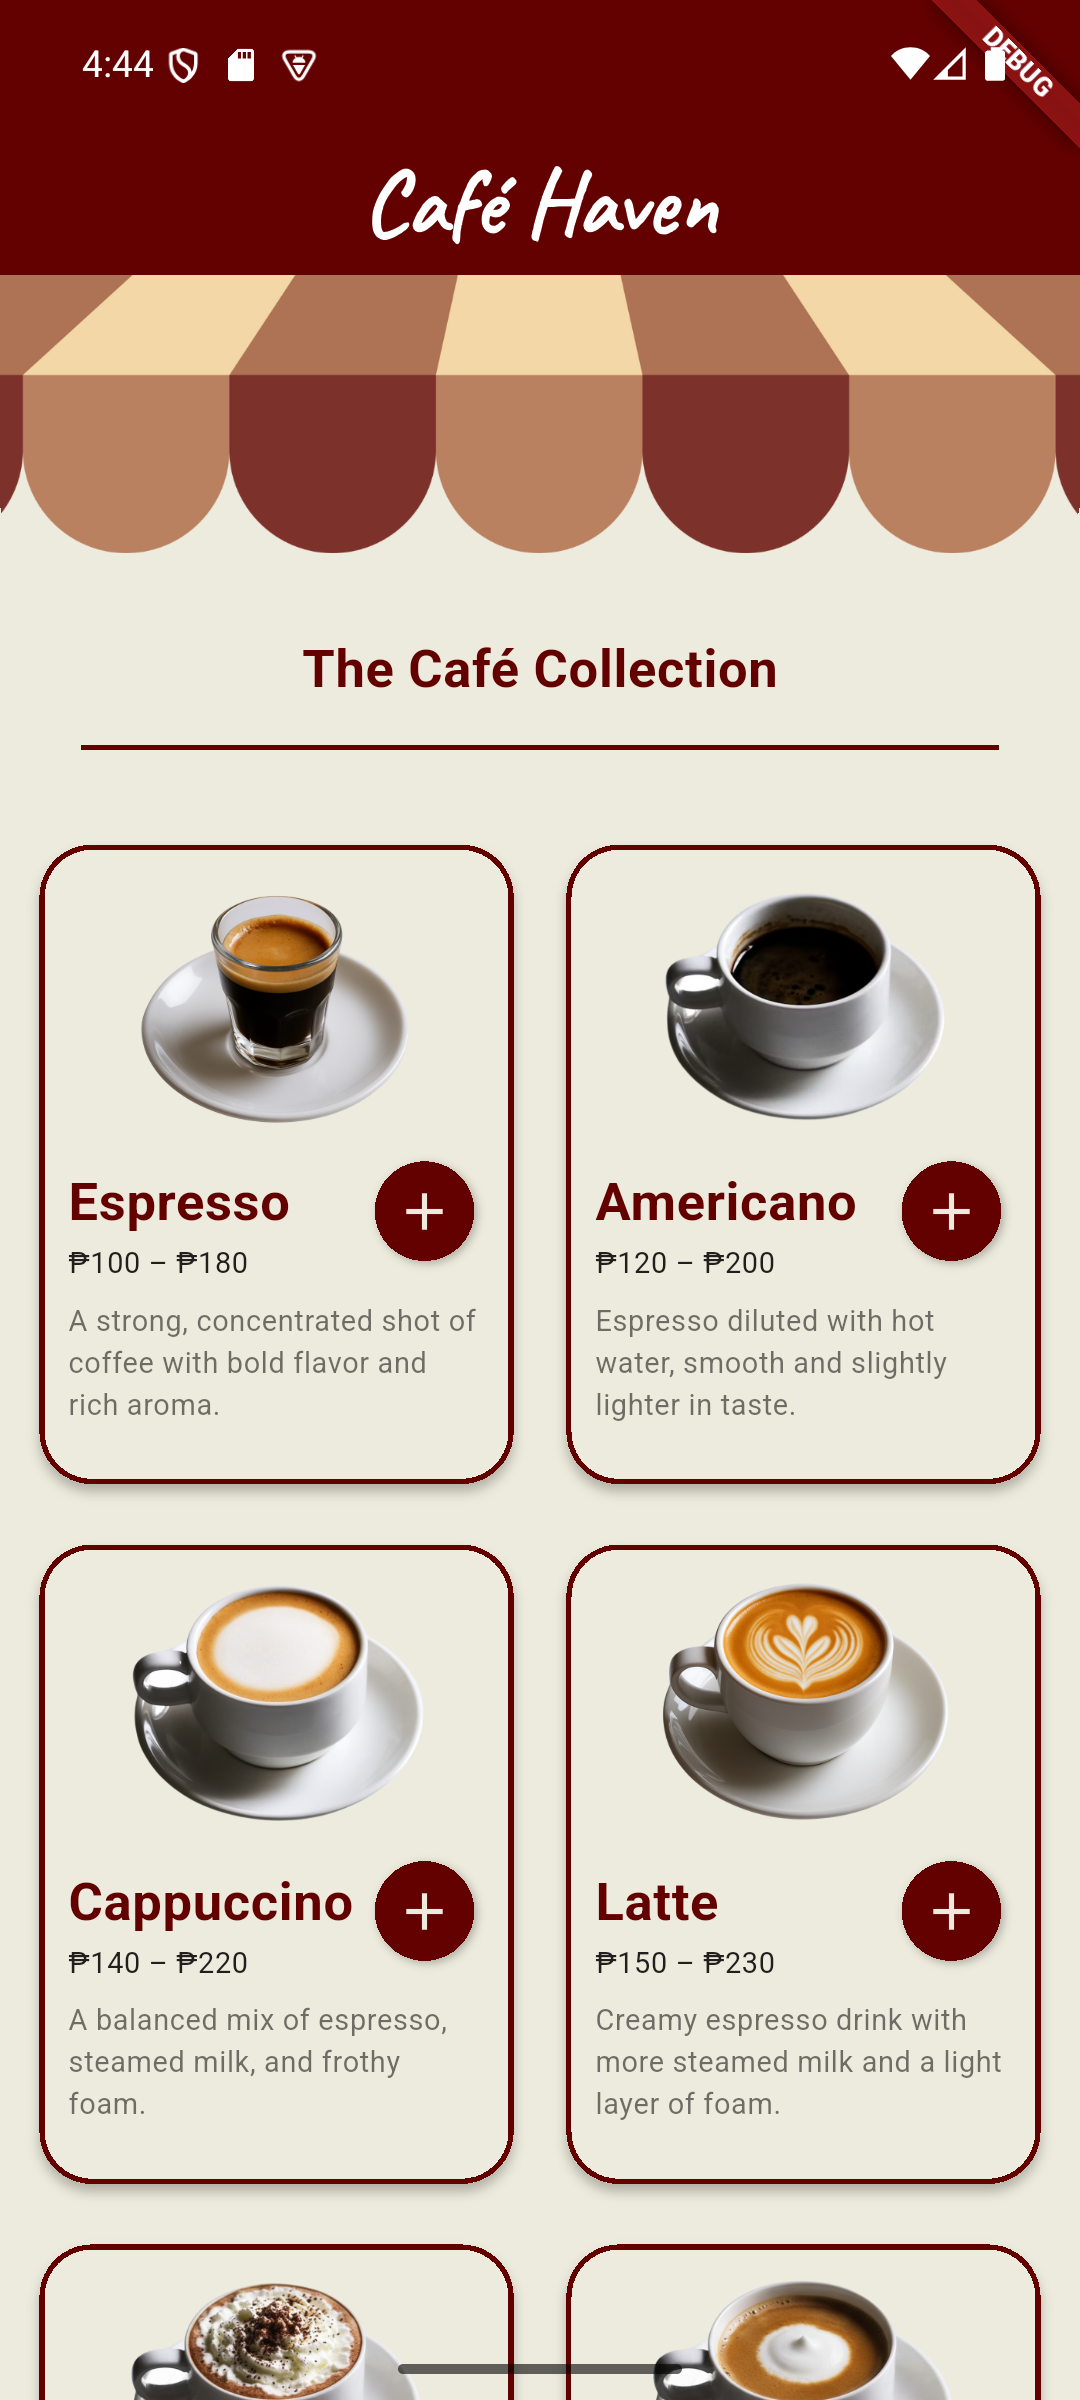 4:44
DEBUG
Café Haven
The Café Collection
Espresso
₱100 – ₱180
A strong, concentrated shot of
coffee with bold flavor and
rich aroma.
Americano
₱120 – ₱200
Espresso diluted with hot
water, smooth and slightly
lighter in taste.
Cappuccino
₱140 – ₱220
A balanced mix of espresso,
steamed milk, and frothy
foam.
Latte
₱150 – ₱230
Creamy espresso drink with
more steamed milk and a light
layer of foam.